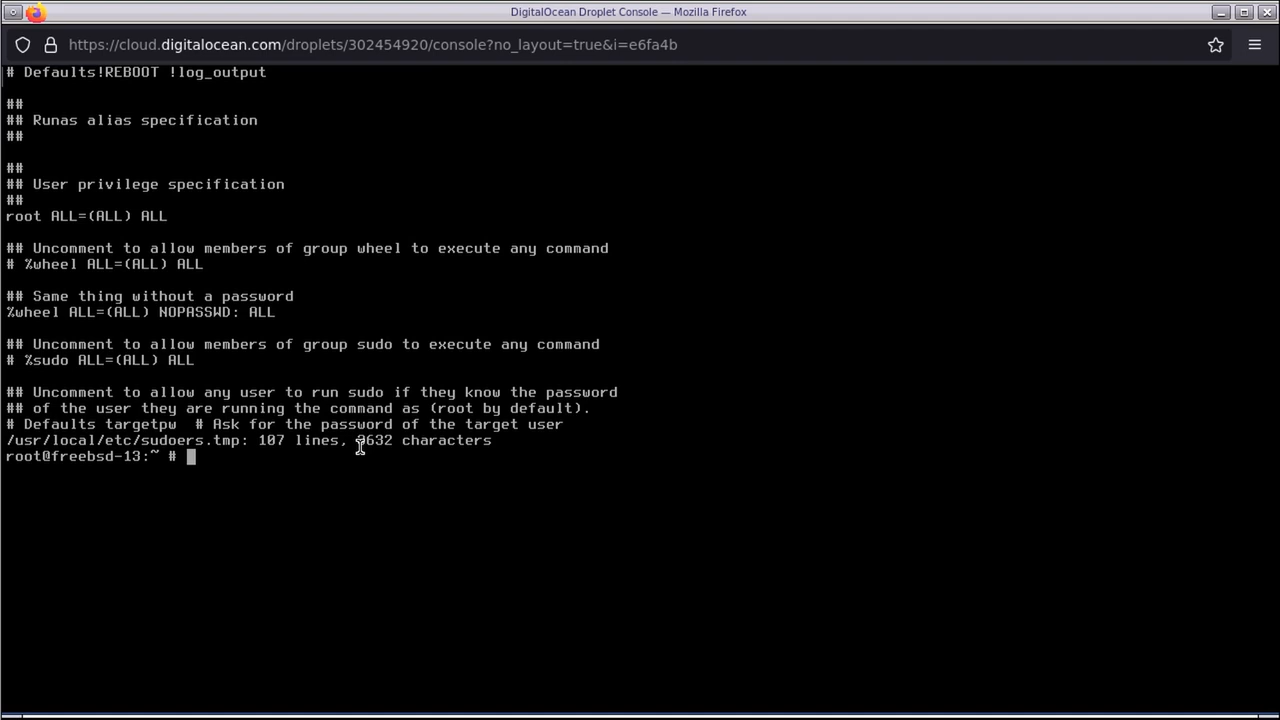 DigitalOcean Droplet Console — Mozilla Firefox
https://cloud.digitalocean.com/droplets/302454920/console?no_layout=true&i=e6fa4b
# Defaults!REBOOT !log_output
##
## Runas alias specification
##
##
## User privilege specification
##
root ALL=(ALL) ALL
## Uncomment to allow members of group wheel to execute any command
# %wheel ALL=(ALL) ALL
## Same thing without a password
%wheel ALL=(ALL) NOPASSWD: ALL
## Uncomment to allow members of group sudo to execute any command
# %sudo ALL=(ALL) ALL
## Uncomment to allow any user to run sudo if they know the password
## of the user they are running the command as (root by default).
# Defaults targetpw  # Ask for the password of the target user
/usr/local/etc/sudoers.tmp: 107 lines, characters
root@freebsd-13:~ #